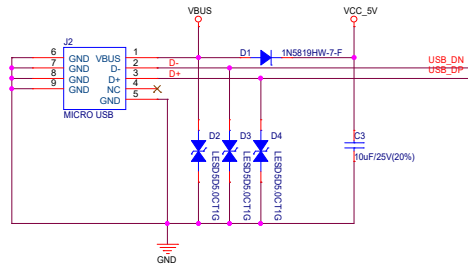 VBUS
VCC_5V
J2
D1
1N5819HW-7-F
6 GND VBUS 1
7 GND D- 2 D-
8 GND D+ 3 D+
9 GND NC 4
GND 5
MICRO USB
USB_DN
USB_DP
D2
LESD5D5.0CT1G
D3
LESD5D5.0CT1G
D4
LESD5D5.0CT1G
C3
10uF/25V(20%)
GND